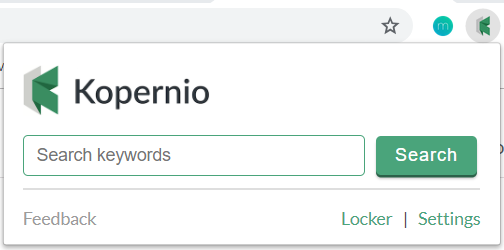 m
Kopernio
Search keywords
Search
Feedback
Locker | Settings